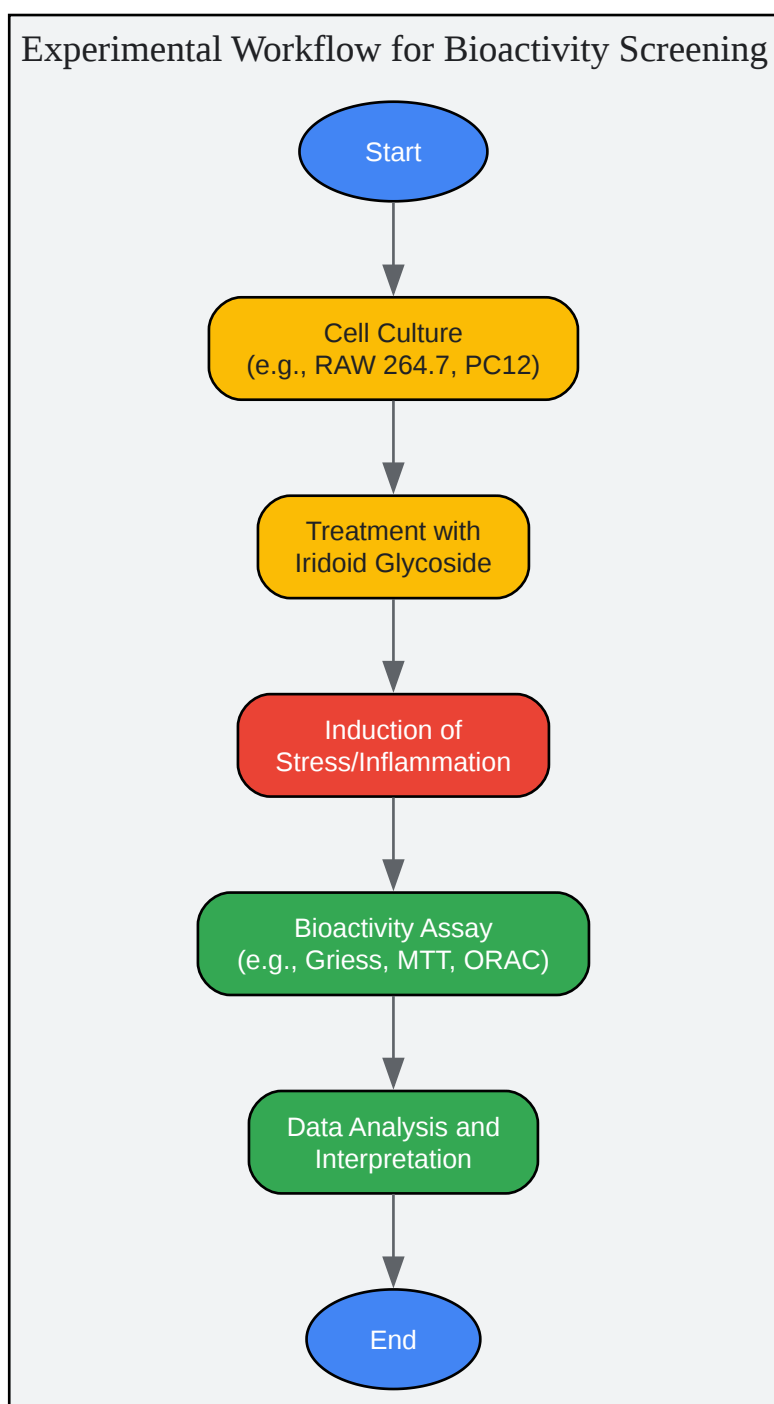 Experimental Workflow for Bioactivity Screening
Start
Cell Culture
(e.g., RAW 264.7, PC12)
Treatment with
Iridoid Glycoside
Induction of
Stress/Inflammation
Bioactivity Assay
(e.g., Griess, MTT, ORAC)
Data Analysis and
Interpretation
End